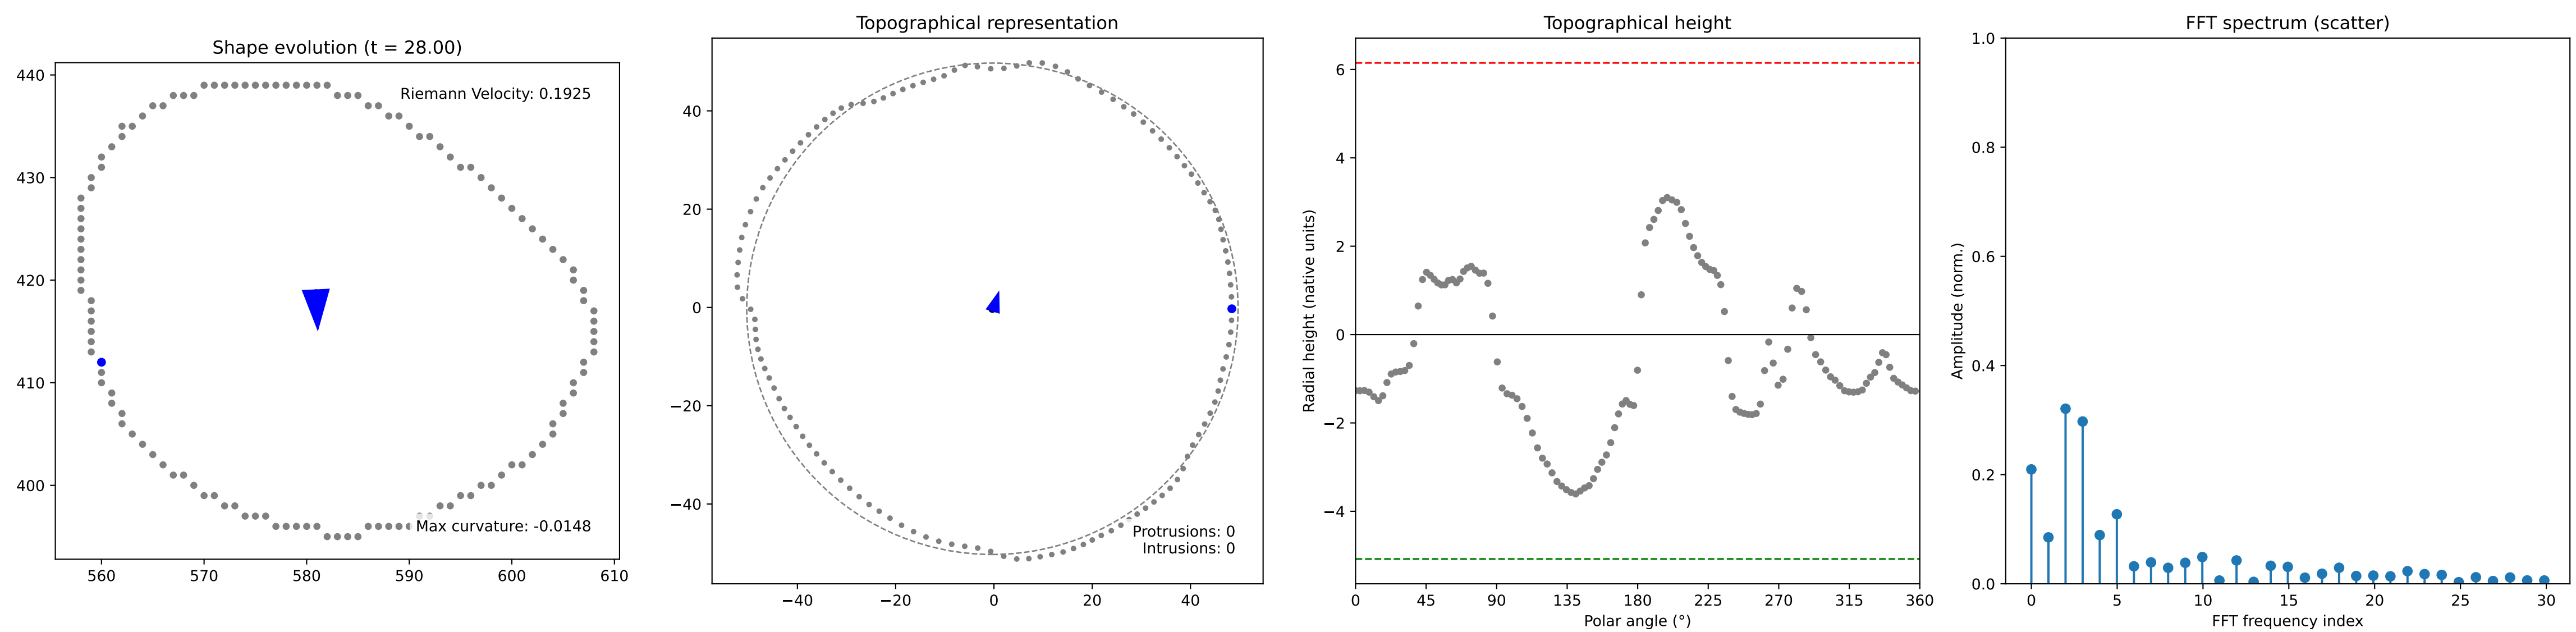 Shape evolution (t = 28.00)
Riemann Velocity: 0.1925
Max curvature: -0.0148
440
430
420
410
400
560 570 580 590 600 610
Topographical representation
Protrusions: 0
Intrusions: 0
40
20
0
−20
−40
−40 −20 0 20 40
Topographical height
Radial height (native units)
6
4
2
0
−2
−4
0 45 90 135 180 225 270 315 360
Polar angle (°)
FFT spectrum (scatter)
Amplitude (norm.)
1.0
0.8
0.6
0.4
0.2
0.0
0 5 10 15 20 25 30
FFT frequency index